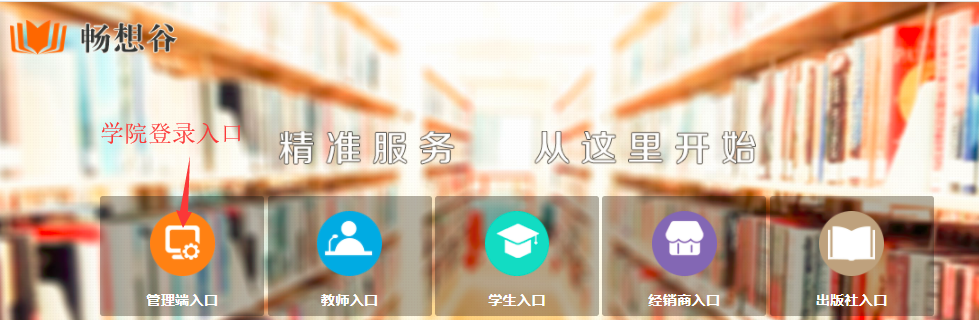 畅想谷
学院登录入口
精准服务 从这里开始
管理端入口
教师入口
学生入口
经销商入口
出版社入口